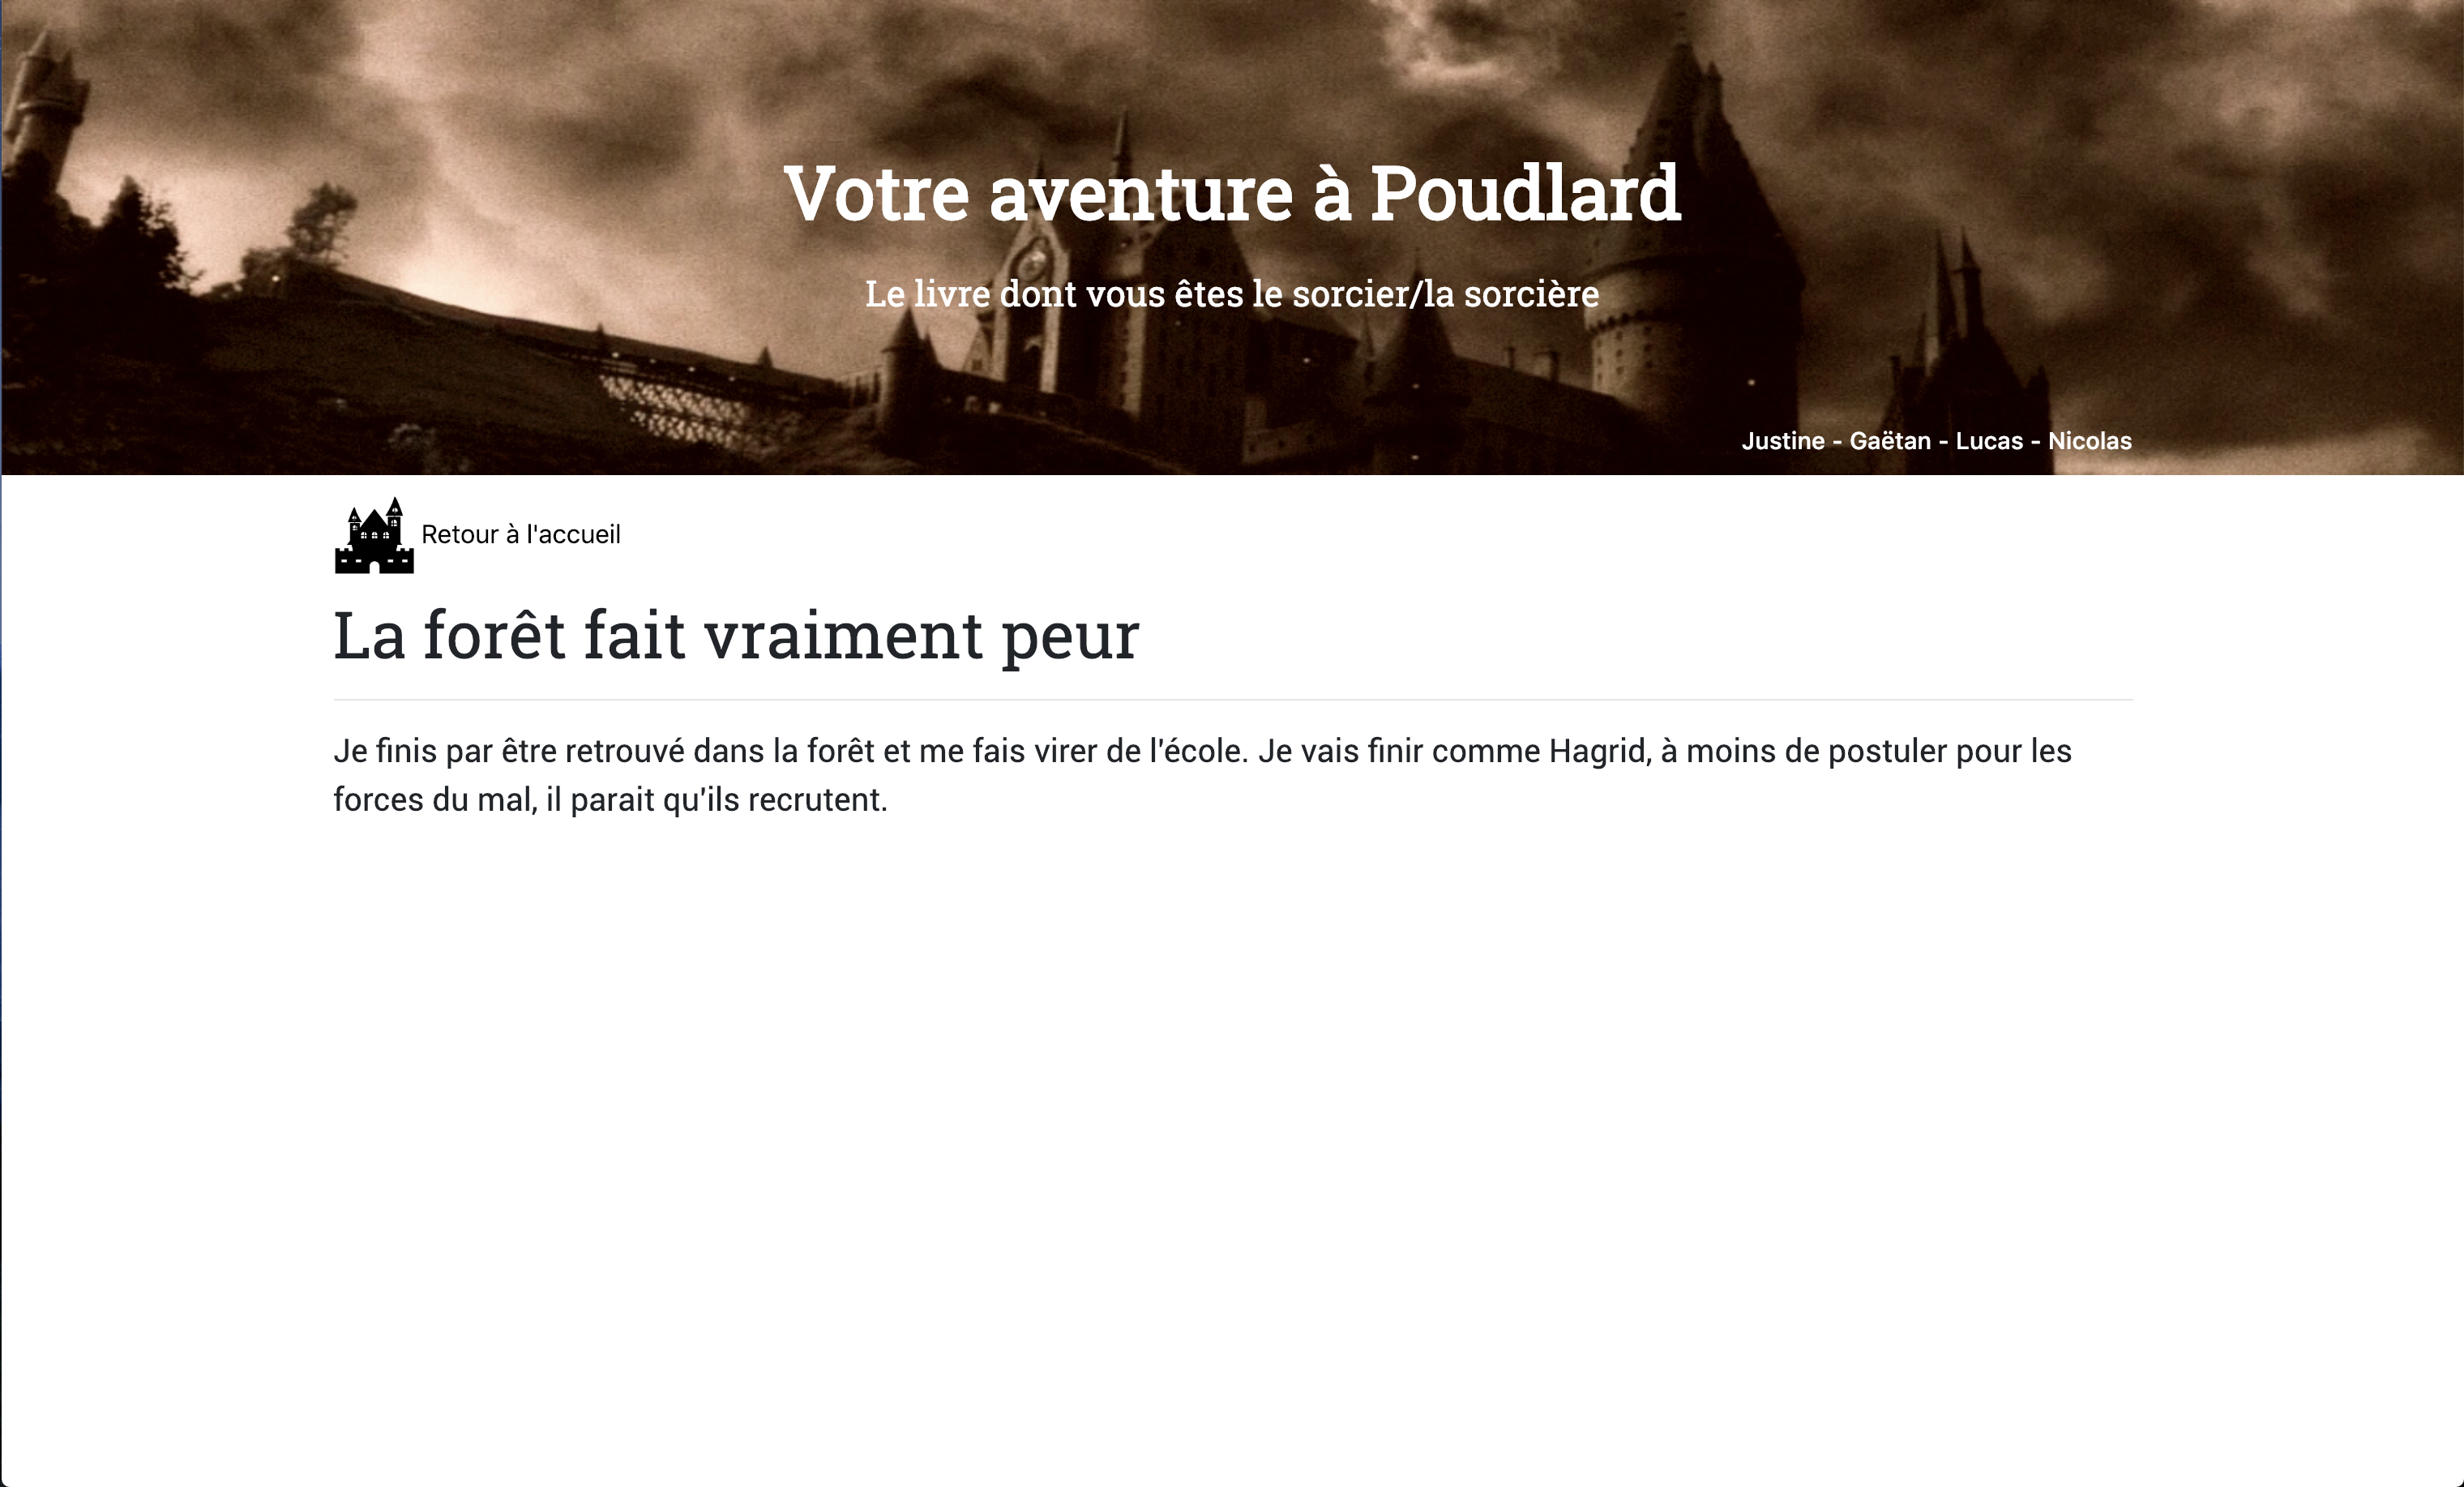 Votre aventure à Poudlard
Le livre dont vous êtes le sorcier/la sorcière
Justine - Gaëtan - Lucas - Nicolas
Retour à l'accueil
La forêt fait vraiment peur
Je finis par être retrouvé dans la forêt et me fais virer de l'école. Je vais finir comme Hagrid, à moins de postuler pour les
forces du mal, il parait qu'ils recrutent.